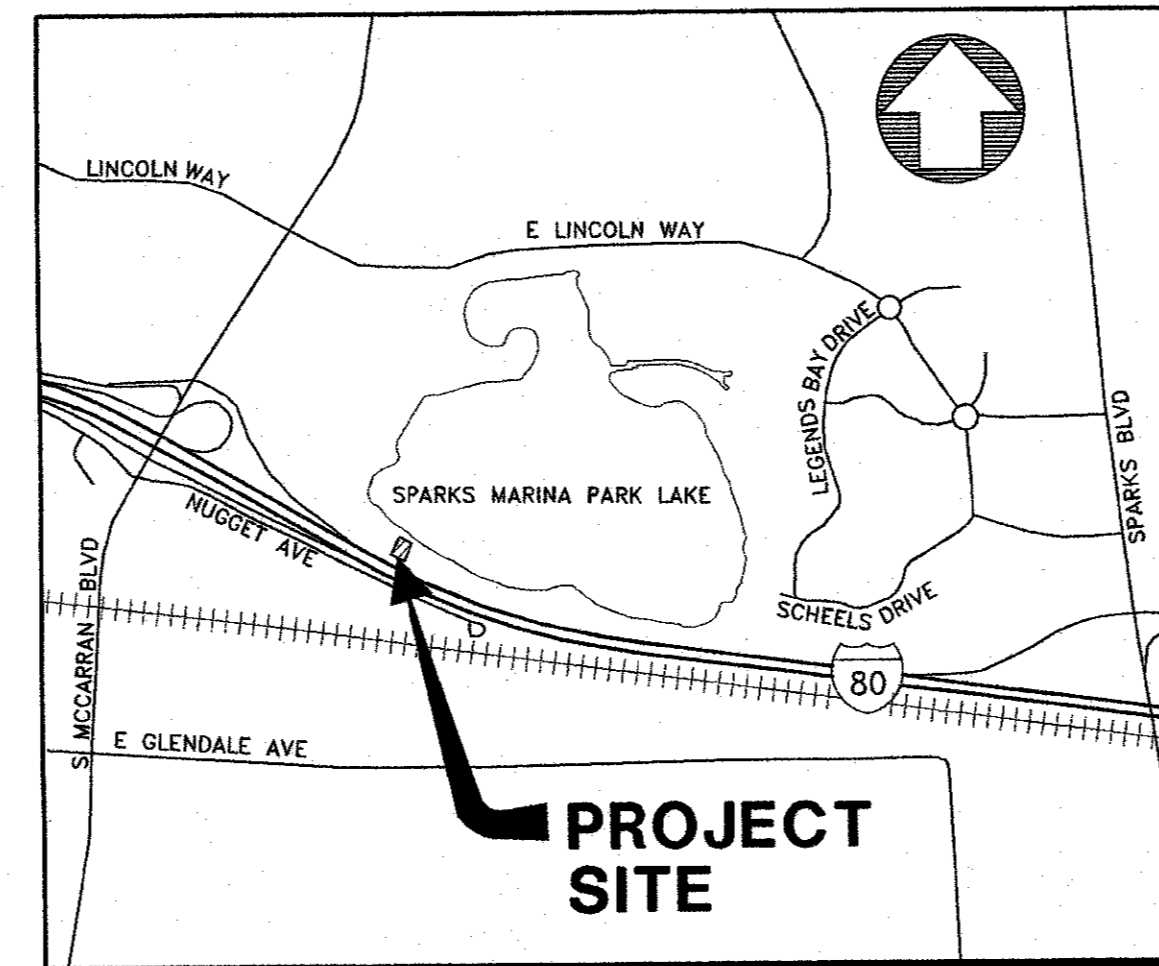 LINCOLN WAY
E LINCOLN WAY
LEGENDS BAY DRIVE
SPARKS BLVD
SPARKS MARINA PARK LAKE
NUGGET AVE
S MCCARRAN BLVD
SCHEELS DRIVE
80
E GLENDALE AVE
PROJECT
SITE